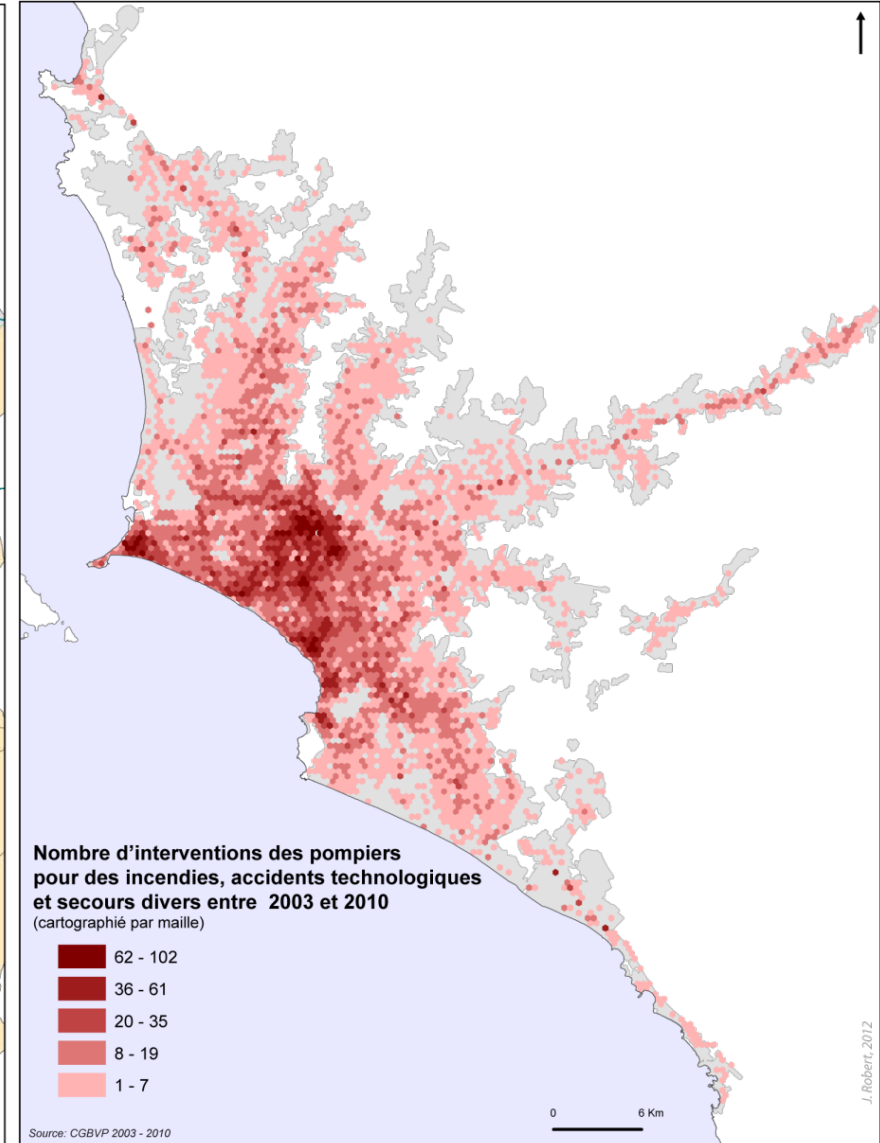 Nombre d'interventions des pompiers
pour des incendies, accidents technologiques
et secours divers entre 2003 et 2010
(cartographié par maille)
62 - 102
36 - 61
20 - 35
8 - 19
1 - 7
Source: CGBVP 2003 - 2010
0 6 Km
J. Robert, 2012